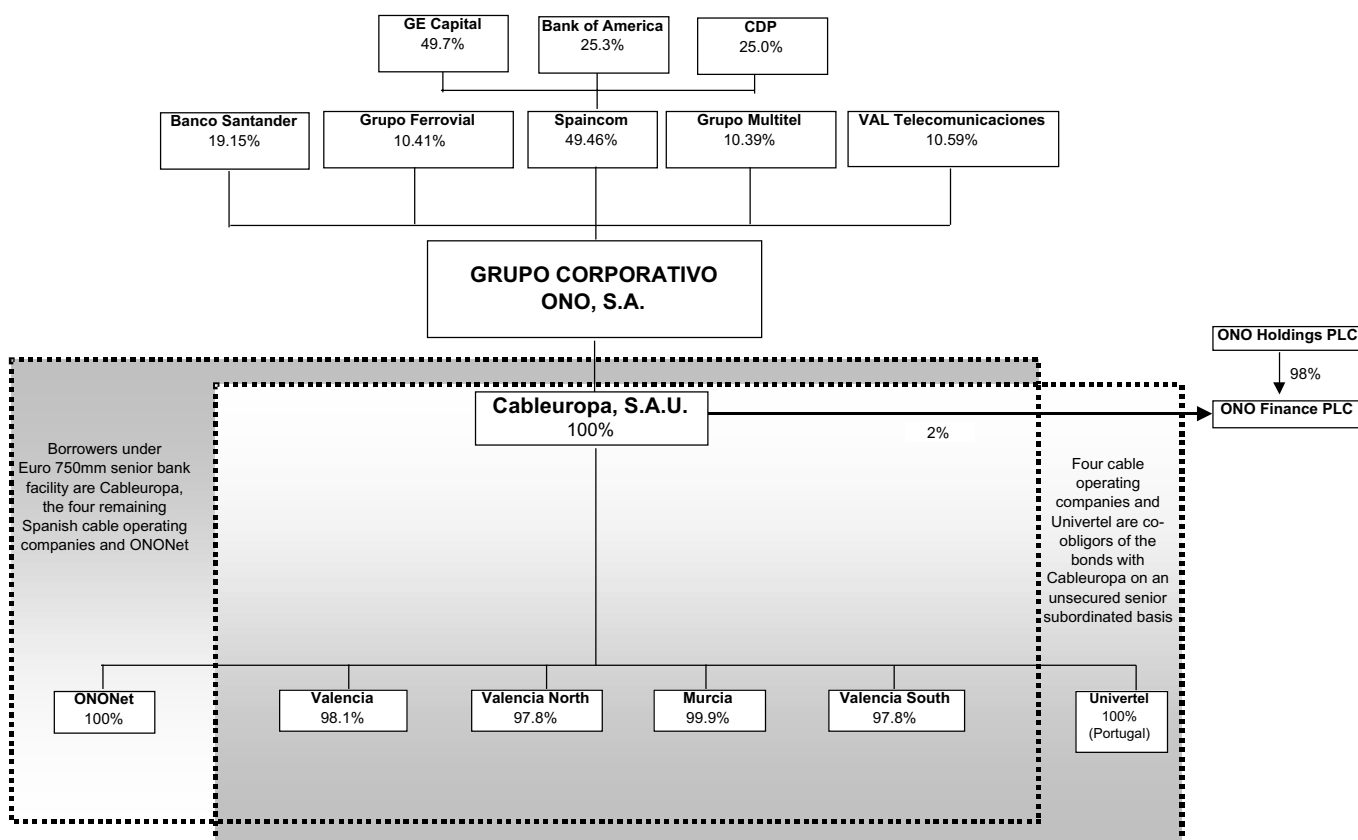 GE Capital
49.7%
Bank of America
25.3%
CDP
25.0%
Banco Santander
19.15%
Grupo Ferrovial
10.41%
Spaincom
49.46%
Grupo Multitel
10.39%
VAL Telecomunicaciones
10.59%
GRUPO CORPORATIVO
ONO, S.A.
ONO Holdings PLC
98%
ONO Finance PLC
Cableuropa, S.A.U.
100%
2%
Borrowers under
Euro 750mm senior bank
facility are Cableuropa,
the four remaining
Spanish cable operating
companies and ONONet
Four cable
operating
companies and
Univertel are co-
obligors of the
bonds with
Cableuropa on an
unsecured senior
subordinated basis
ONONet
100%
Valencia
98.1%
Valencia North
97.8%
Murcia
99.9%
Valencia South
97.8%
Univertel
100%
(Portugal)